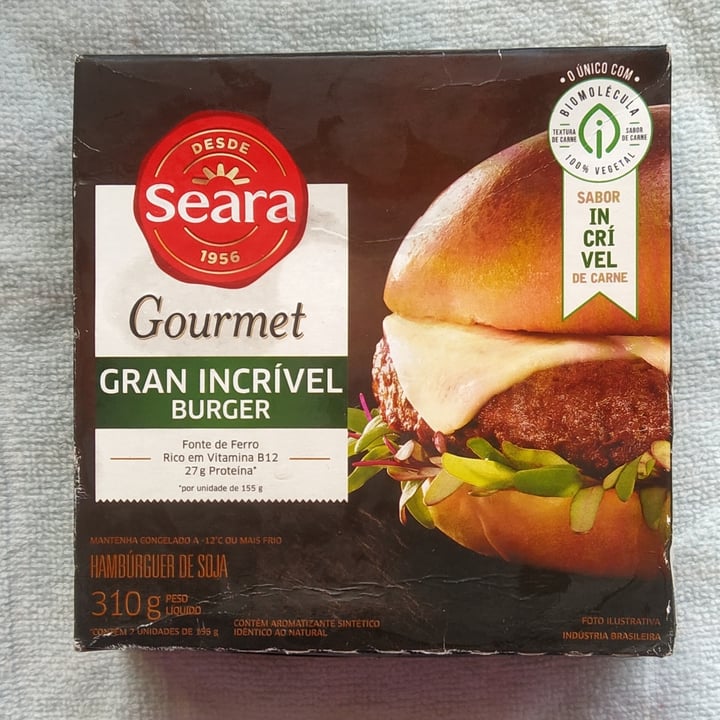 DESDE
Seara
1956
Gourmet
GRAN INCRÍVEL
BURGER
Fonte de Ferro
Rico em Vitamina B12
27g Proteína*
*por unidade de 155 g
• O ÚNICO COM •
BIOMOLÉCULA
TEXTURA DE CARNE
SABOR DE CARNE
100% VEGETAL
SABOR
IN
CRÍ
VEL
DE CARNE
MANTENHA CONGELADO A -12°C OU MAIS FRIO
HAMBÚRGUER DE SOJA
310 g PESO LÍQUIDO
*CONTÉM 2 UNIDADES DE 155 g
CONTÉM AROMATIZANTE SINTÉTICO
IDÊNTICO AO NATURAL
FOTO ILUSTRATIVA
INDÚSTRIA BRASILEIRA